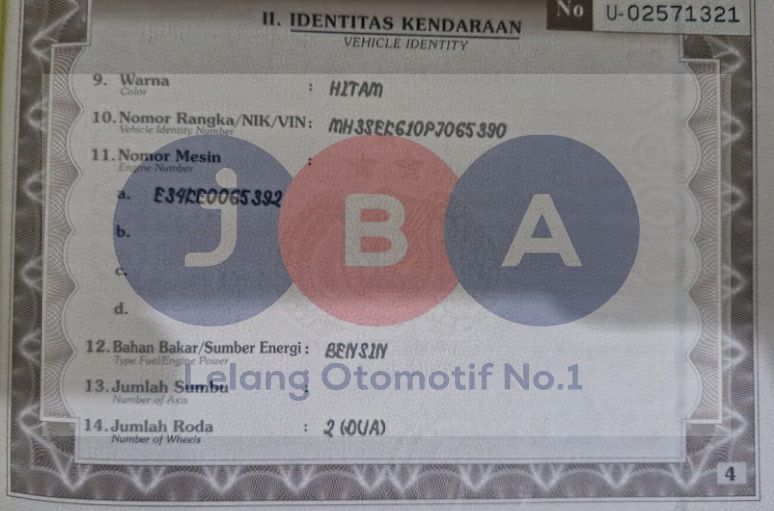 No U-02571321
II. IDENTITAS KENDARAAN
VEHICLE IDENTITY
9. Warna : HITAM
Color
10. Nomor Rangka/NIK/VIN : MH3SEE610PJ065390
Vehicle Identity Number
11. Nomor Mesin :
Engine Number
a. E34RE0065392
b.
c.
d.
jBA
12. Bahan Bakar/Sumber Energi : BENSIN
Type Fuel/Engine Power
Lelang Otomotif No.1
13. Jumlah Sumbu :
Number of Axis
14. Jumlah Roda : 2 (DUA)
Number of Wheels
4